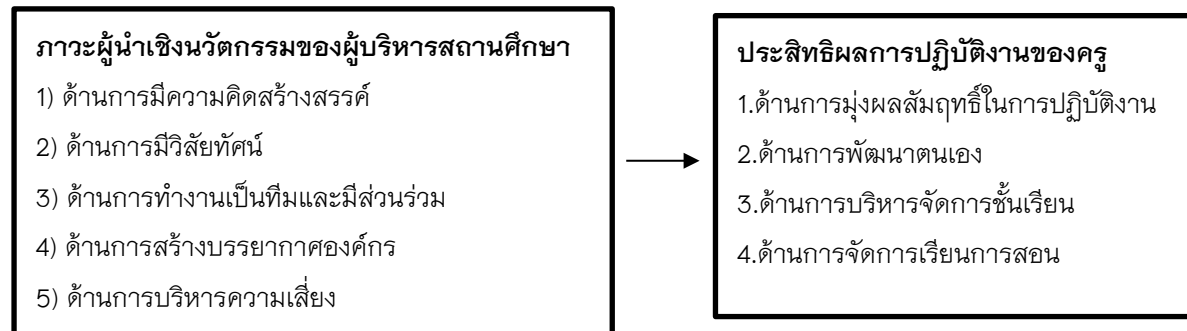 ภาวะผู้นำเชิงนวัตกรรมของผู้บริหารสถานศึกษา
1) ด้านการมีความคิดสร้างสรรค์
2) ด้านการมีวิสัยทัศน์
3) ด้านการทำงานเป็นทีมและมีส่วนร่วม
4) ด้านการสร้างบรรยากาศองค์กร
5) ด้านการบริหารความเสี่ยง
ประสิทธิผลการปฏิบัติงานของครู
1.ด้านการมุ่งผลสัมฤทธิ์ในการปฏิบัติงาน
2.ด้านการพัฒนาตนเอง
3.ด้านการบริหารจัดการชั้นเรียน
4.ด้านการจัดการเรียนการสอน